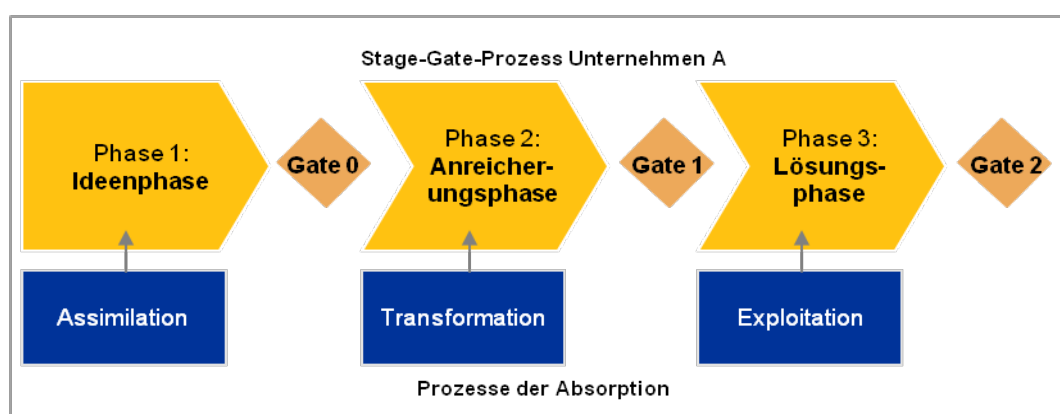 Stage-Gate-Prozess Unternehmen A
Phase 1:
Ideenphase
Gate 0
Phase 2:
Anreicher-
ungsphase
Gate 1
Phase 3:
Lösungs-
phase
Gate 2
Assimilation
Transformation
Exploitation
Prozesse der Absorption